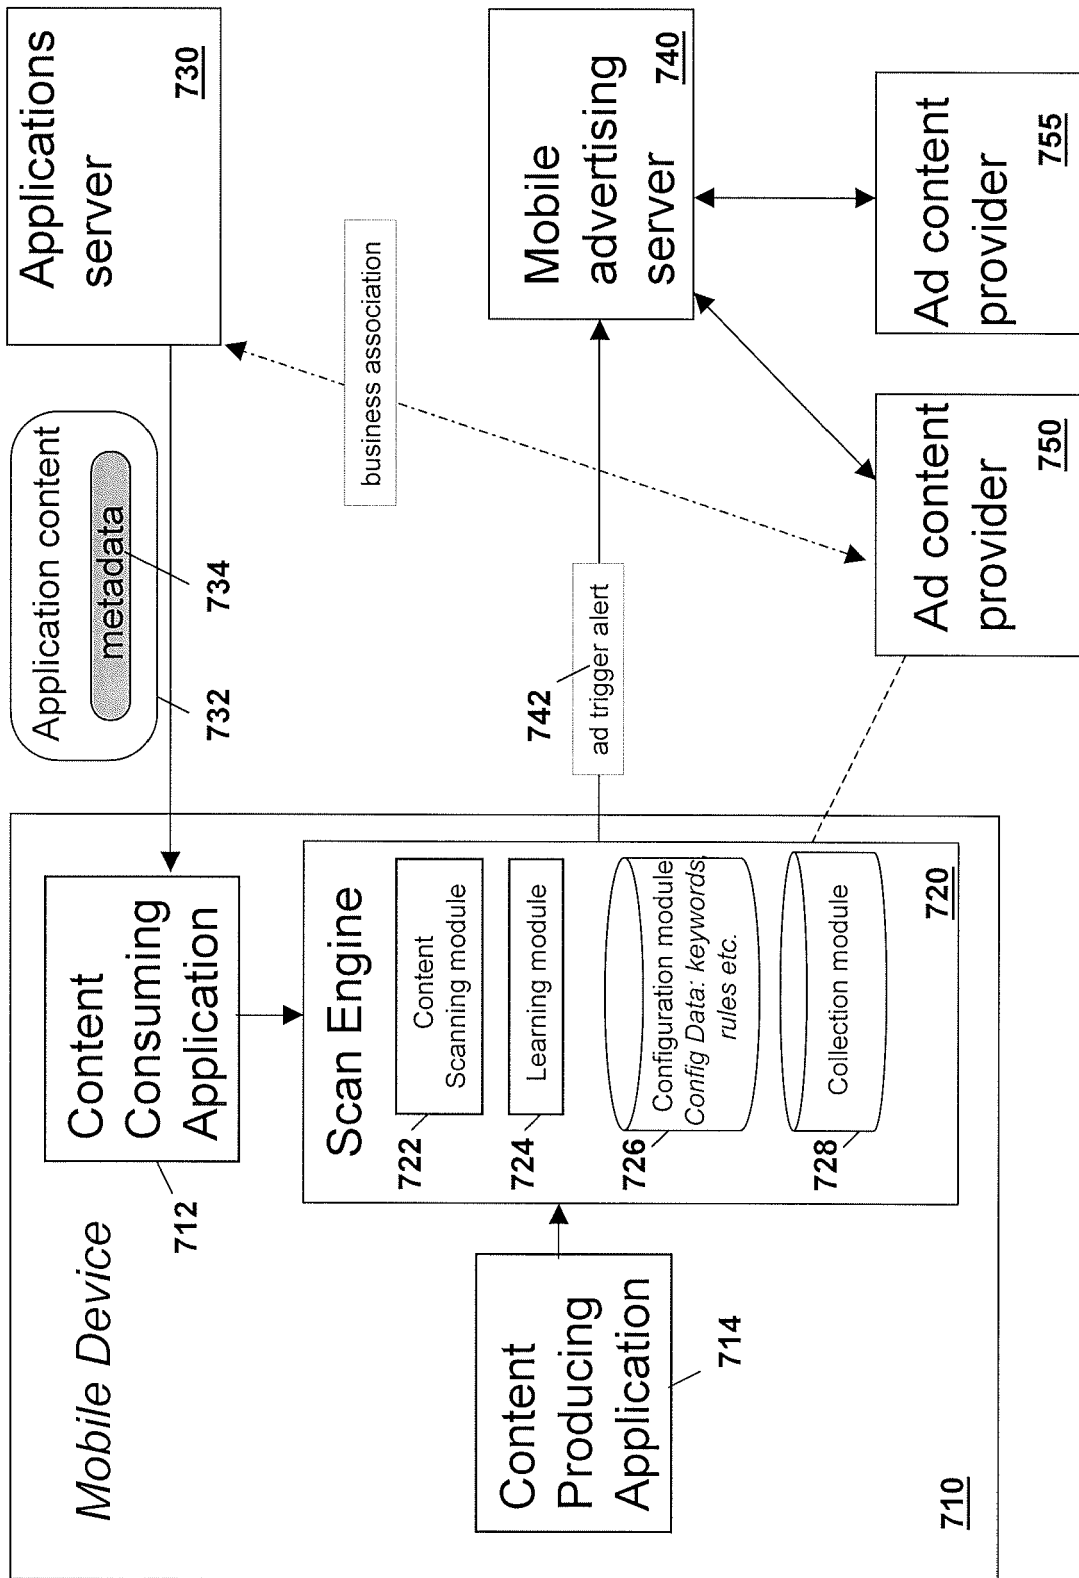 Mobile Device
Content
Consuming
Application
712
Application content
metadata
732
734
Applications
server
730
Scan Engine
Content
Scanning module
722
Learning module
724
Configuration module
Config Data: keywords,
rules etc.
726
Collection module
728
720
Content
Producing
Application
714
710
business association
ad trigger alert
742
Mobile
advertising
server
740
Ad content
provider
750
Ad content
provider
755